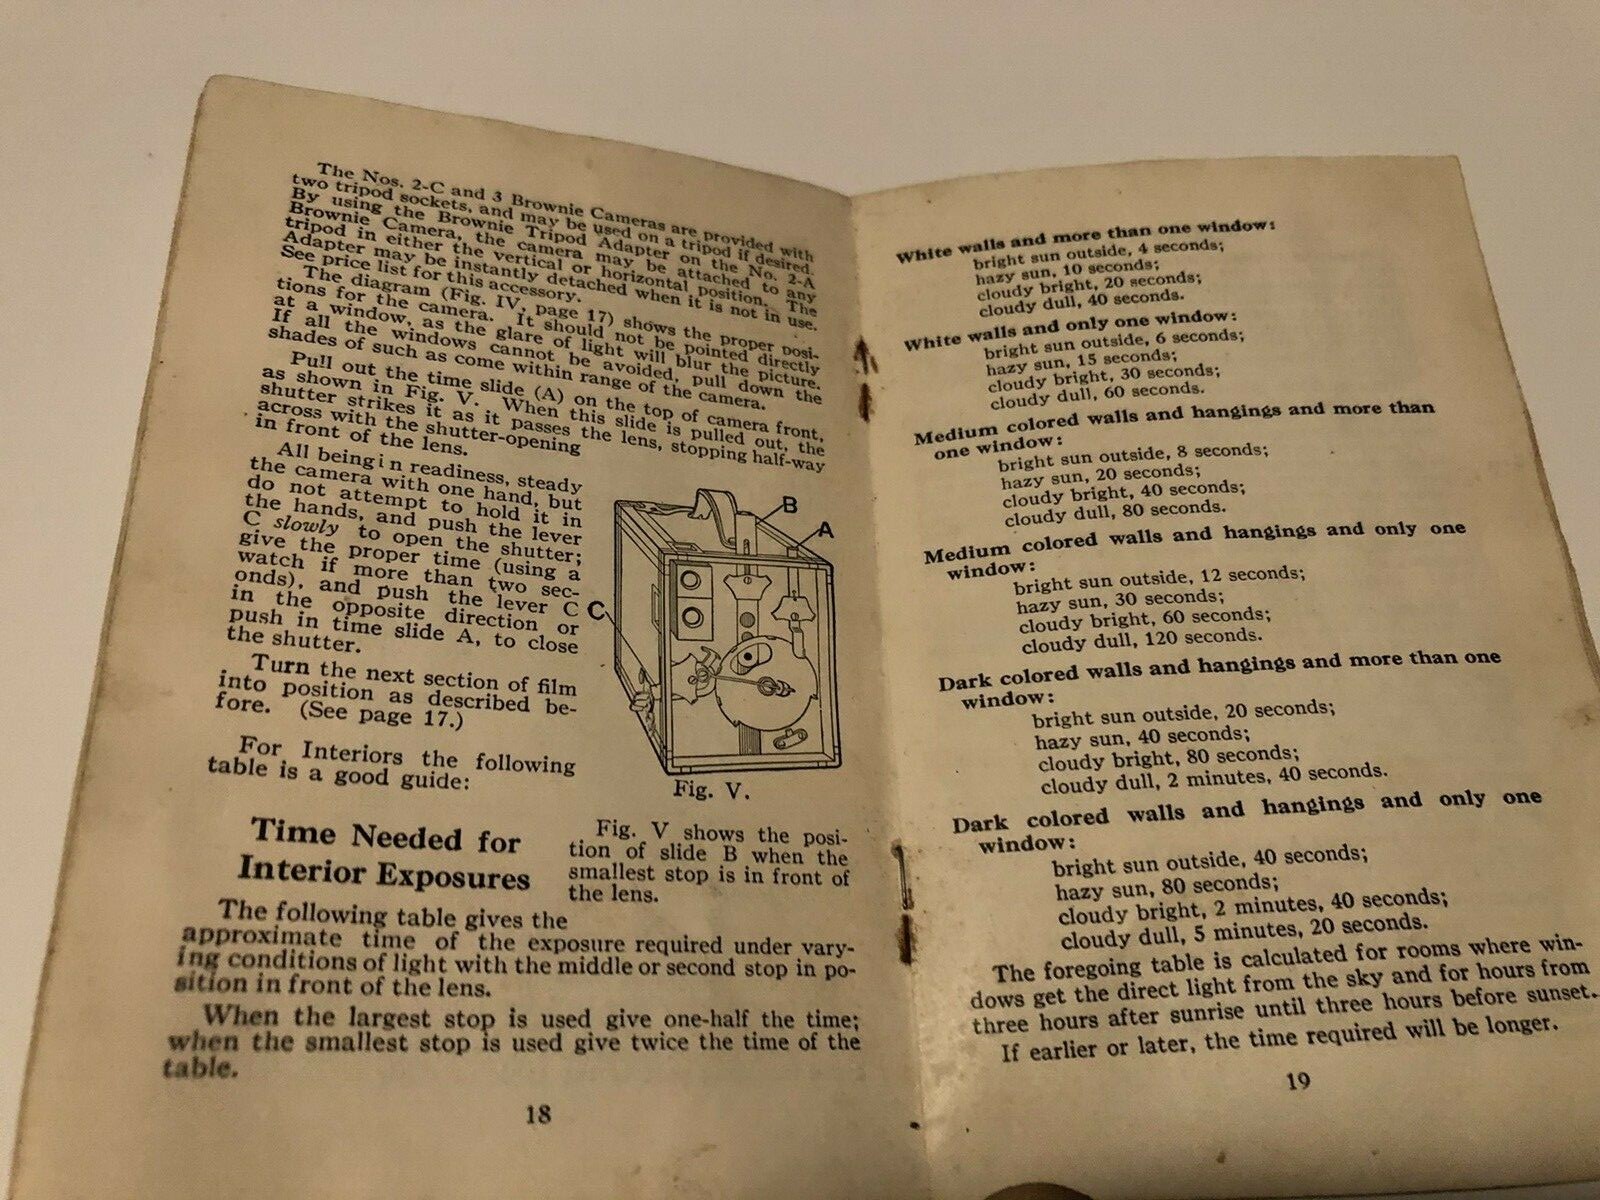 The Nos. 2-C and 3 Brownie Cameras are provided with
two tripod sockets, and may be used on a tripod if desired.
By using the Brownie Tripod Adapter on the No. 2-A
Brownie Camera, the camera may be attached to any
tripod in either the vertical or horizontal position. The
Adapter may be instantly detached when it is not in use.
See price list for this accessory.
The diagram (Fig. IV, page 17) shows the proper posi-
tions for the camera. It should not be pointed directly
at a window, as the glare of light will blur the picture.
If all the windows cannot be avoided, pull down the
shades of such as come within range of the camera.
Pull out the time slide (A) on the top of camera front,
as shown in Fig. V. When this slide is pulled out, the
shutter strikes it as it passes the lens, stopping half-way
across with the shutter-opening
in front of the lens.
All being in readiness, steady
the camera with one hand, but
do not attempt to hold it in
the hands, and push the lever
C slowly to open the shutter;
give the proper time (using a
watch if more than two sec-
onds), and push the lever C
in the opposite direction or
push in time slide A, to close
the shutter.
Turn the next section of film
into position as described be-
fore. (See page 17.)
For Interiors the following
table is a good guide:
B
A
C
Fig. V.
Fig. V shows the posi-
tion of slide B when the
smallest stop is in front of
the lens.
Time Needed for
Interior Exposures
The following table gives the
approximate time of the exposure required under vary-
ing conditions of light with the middle or second stop in po-
sition in front of the lens.
When the largest stop is used give one-half the time;
when the smallest stop is used give twice the time of the
table.
18
White walls and more than one window:
bright sun outside, 4 seconds;
hazy sun, 10 seconds;
cloudy bright, 20 seconds;
cloudy dull, 40 seconds.
White walls and only one window:
bright sun outside, 6 seconds;
hazy sun, 15 seconds;
cloudy bright, 30 seconds;
cloudy dull, 60 seconds.
Medium colored walls and hangings and more than
one window:
bright sun outside, 8 seconds;
hazy sun, 20 seconds;
cloudy bright, 40 seconds;
cloudy dull, 80 seconds.
Medium colored walls and hangings and only one
window:
bright sun outside, 12 seconds;
hazy sun, 30 seconds;
cloudy bright, 60 seconds;
cloudy dull, 120 seconds.
Dark colored walls and hangings and more than one
window:
bright sun outside, 20 seconds;
hazy sun, 40 seconds;
cloudy bright, 80 seconds;
cloudy dull, 2 minutes, 40 seconds.
Dark colored walls and hangings and only one
window:
bright sun outside, 40 seconds;
hazy sun, 80 seconds;
cloudy bright, 2 minutes, 40 seconds;
cloudy dull, 5 minutes, 20 seconds.
The foregoing table is calculated for rooms where win-
dows get the direct light from the sky and for hours from
three hours after sunrise until three hours before sunset.
If earlier or later, the time required will be longer.
19